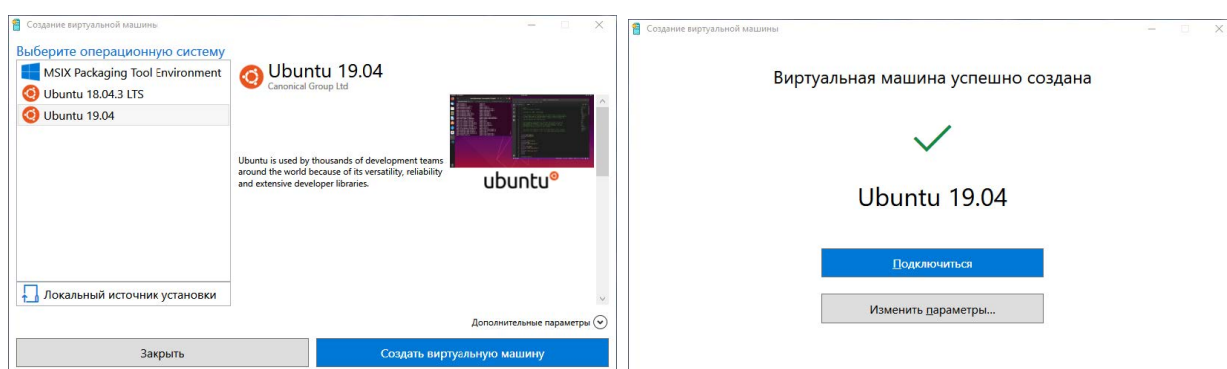 Создание виртуальной машины
Выберите операционную систему
MSIX Packaging Tool Environment
Ubuntu 18.04.3 LTS
Ubuntu 19.04
Локальный источник установки
Ubuntu 19.04
Canonical Group Ltd
Ubuntu is used by thousands of development teams
around the world because of its versatility, reliability
and extensive developer libraries.
ubuntu
Дополнительные параметры
Закрыть
Создать виртуальную машину
Создание виртуальной машины
Виртуальная машина успешно создана
Ubuntu 19.04
Подключиться
Изменить параметры...